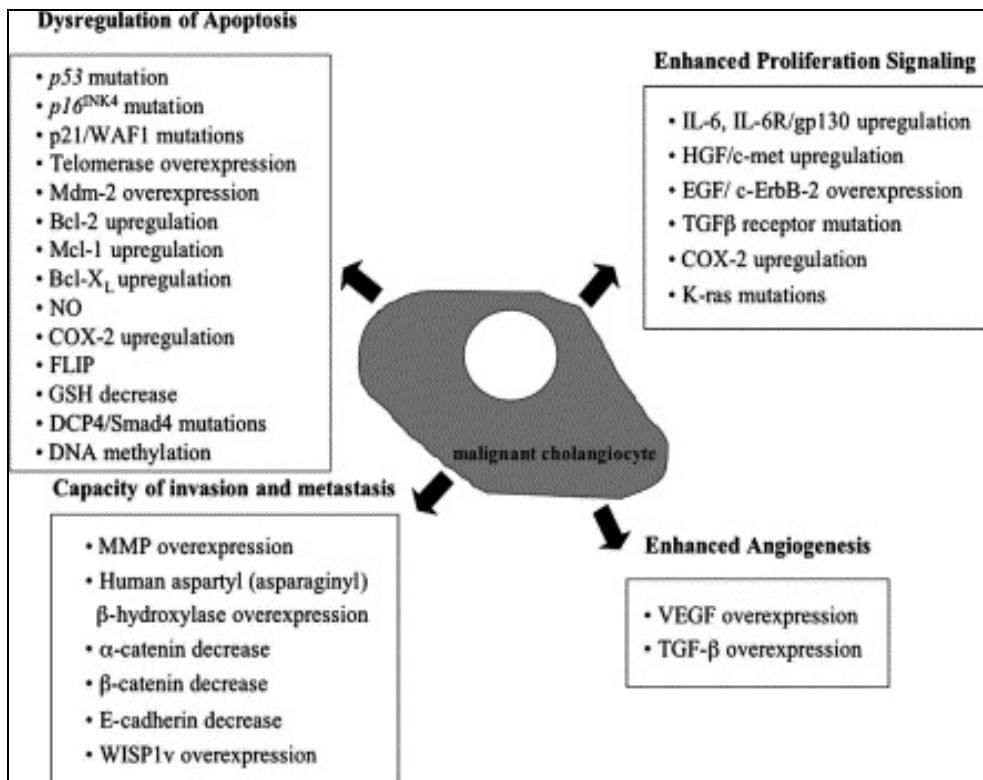 Dysregulation of Apoptosis
• p53 mutation
• p16INK4 mutation
• p21/WAF1 mutations
• Telomerase overexpression
• Mdm-2 overexpression
• Bcl-2 upregulation
• Mcl-1 upregulation
• Bcl-XL upregulation
• NO
• COX-2 upregulation
• FLIP
• GSH decrease
• DCP4/Smad4 mutations
• DNA methylation
Enhanced Proliferation Signaling
• IL-6, IL-6R/gp130 upregulation
• HGF/c-met upregulation
• EGF/ c-ErbB-2 overexpression
• TGFβ receptor mutation
• COX-2 upregulation
• K-ras mutations
malignant cholangiocyte
Capacity of invasion and metastasis
• MMP overexpression
• Human aspartyl (asparaginyl)
β-hydroxylase overexpression
• α-catenin decrease
• β-catenin decrease
• E-cadherin decrease
• WISP1v overexpression
Enhanced Angiogenesis
• VEGF overexpression
• TGF-β overexpression